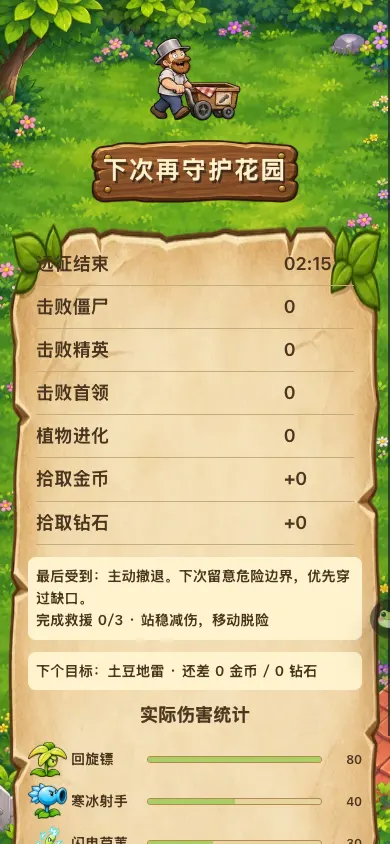 下次再守护花园
远征结束 02:15
击败僵尸 0
击败精英 0
击败首领 0
植物进化 0
拾取金币 +0
拾取钻石 +0
最后受到：主动撤退。下次留意危险边界，优先穿
过缺口。
完成救援 0/3 · 站稳减伤，移动脱险
下个目标：土豆地雷 · 还差 0 金币 / 0 钻石
实际伤害统计
回旋镖 80
寒冰射手 40